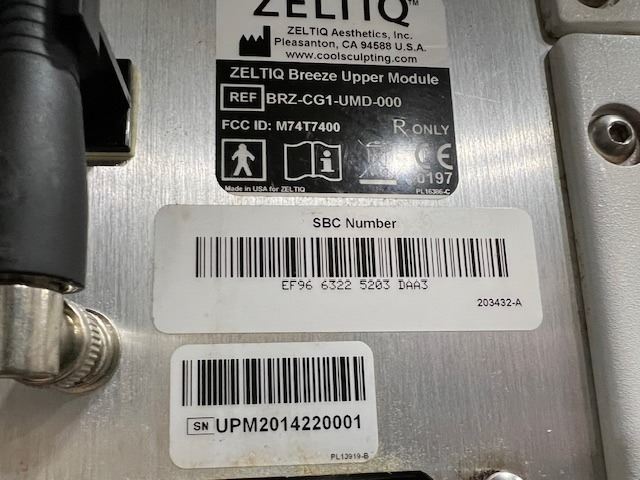 ZELTIQ™
ZELTIQ Aesthetics, Inc.
Pleasanton, CA 94588 U.S.A.
www.coolsculpting.com
ZELTIQ Breeze Upper Module
REF BRZ-CG1-UMD-000
FCC ID: M74T7400 R ONLY
CE
0197
Made in USA for ZELTIQ PL16386-C
SBC Number
EF96 6322 5203 DAA3
203432-A
SN UPM2014220001
PL13919-B